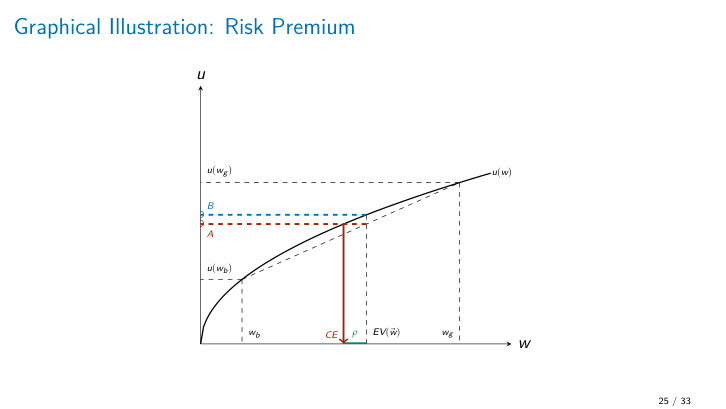 Graphical Illustration: Risk Premium
u
u(w_g)
u(w)
B
A
u(w_b)
w_b
CE
ρ
EV(w̃)
w_g
w
25 / 33